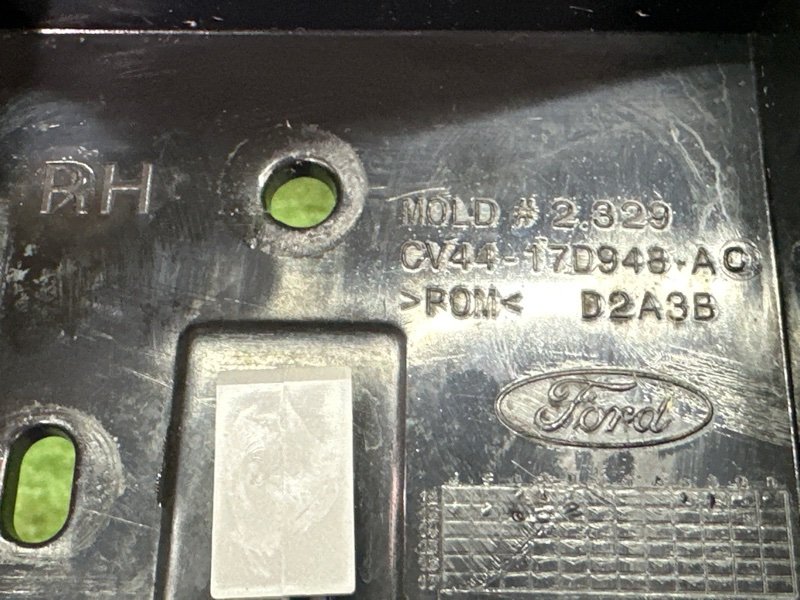 RH
MOLD # 2.329
CV44-17D948-AC
>POM< D2A3B
Ford